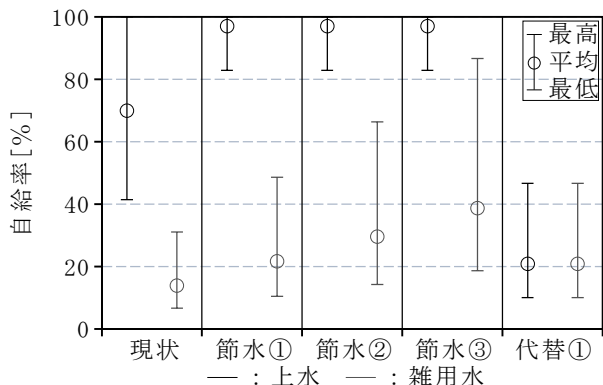 100
80
60
40
20
0
自給率[%]
最高
平均
最低
現状 節水① 節水② 節水③ 代替①
— : 上水 — : 雑用水